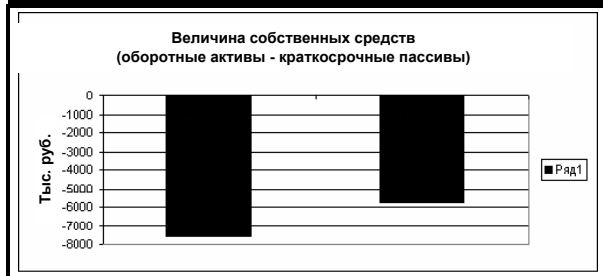 Величина собственных средств
(оборотные активы - краткосрочные пассивы)
Тыс. руб.
0
-1000
-2000
-3000
-4000
-5000
-6000
-7000
-8000
Ряд1